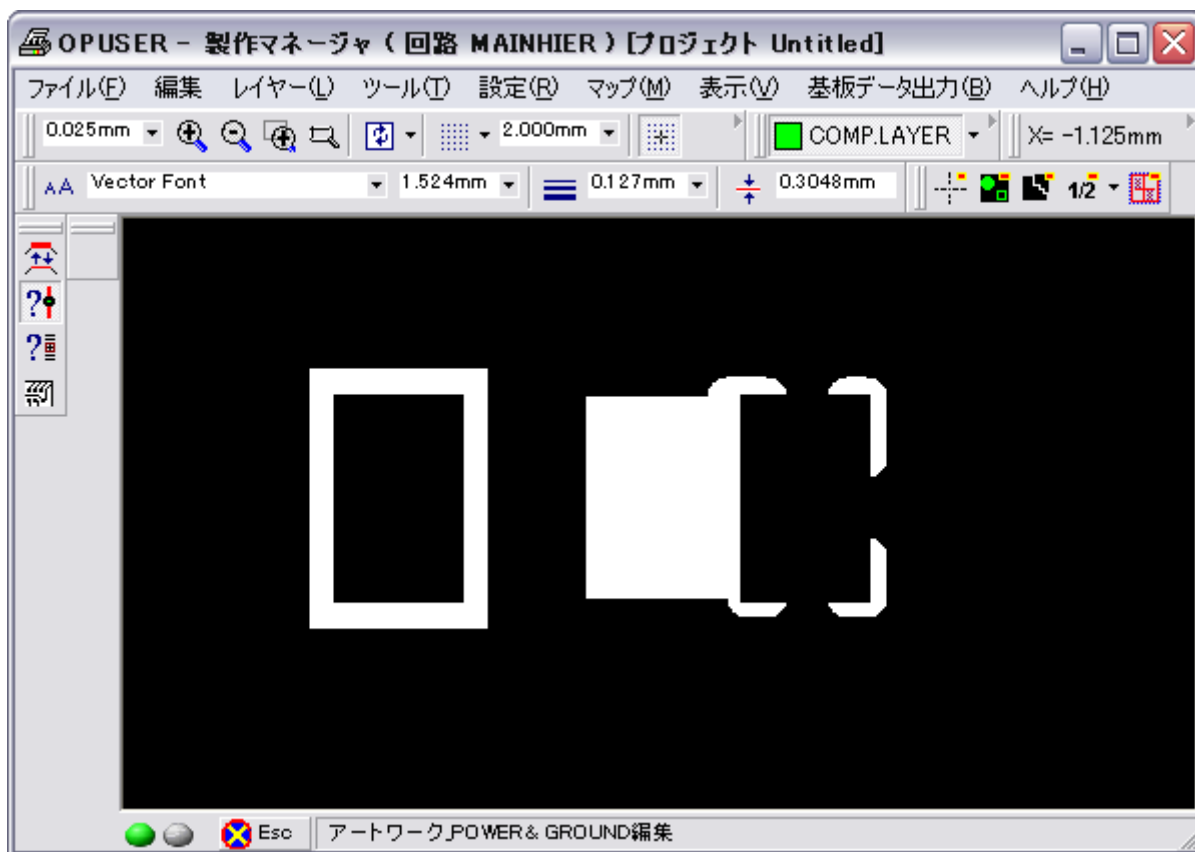 OPUSER - 製作マネージャ ( 回路 MAINHIER ) [プロジェクト Untitled]
ファイル(F) 編集 レイヤー(L) ツール(T) 設定(R) マップ(M) 表示(V) 基板データ出力(B) ヘルプ(H)
0.025mm 2.000mm COMP.LAYER X= -1.125mm
AA Vector Font 1.524mm 0.127mm 0.3048mm 1/2
?
?
Esc アートワーク,POWER & GROUND編集